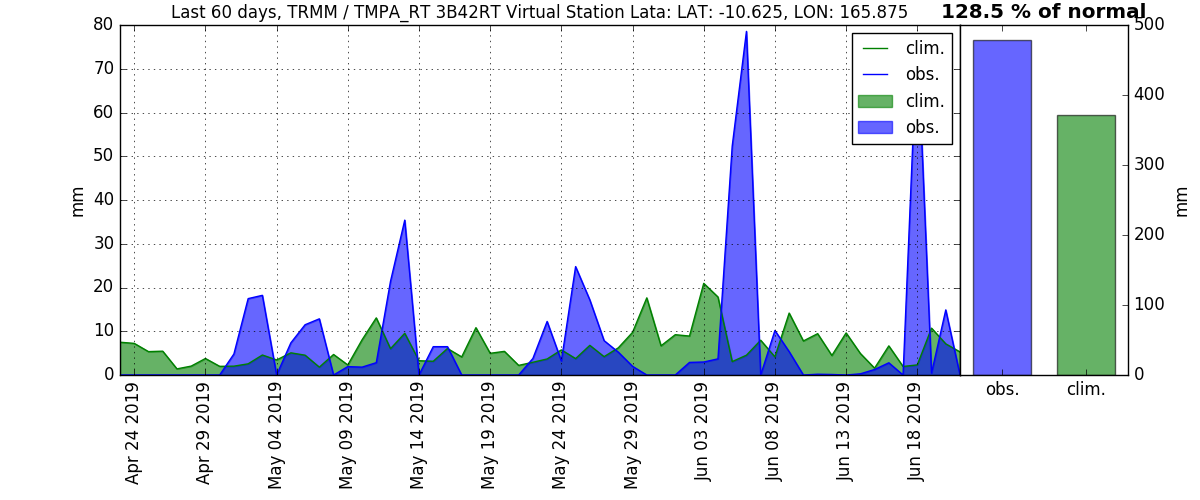 Last 60 days, TRMM / TMPA_RT 3B42RT Virtual Station Lata: LAT: -10.625, LON: 165.875
128.5 % of normal
80
70
60
50
40
30
20
10
0
mm
clim.
obs.
clim.
obs.
500
400
300
200
100
0
mm
obs.
clim.
Apr 24 2019
Apr 29 2019
May 04 2019
May 09 2019
May 14 2019
May 19 2019
May 24 2019
May 29 2019
Jun 03 2019
Jun 08 2019
Jun 13 2019
Jun 18 2019